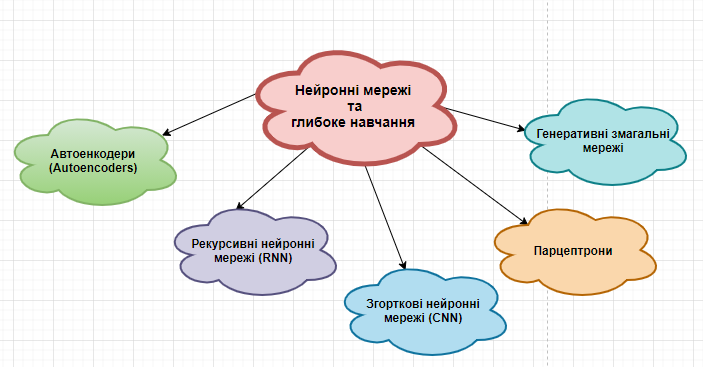 Нейронні мережі
та
глибоке навчання
Автоенкодери
(Autoencoders)
Генеративні змагальні
мережі
Рекурсивні нейронні
мережі (RNN)
Парцептрони
Згорткові нейронні
мережі (CNN)